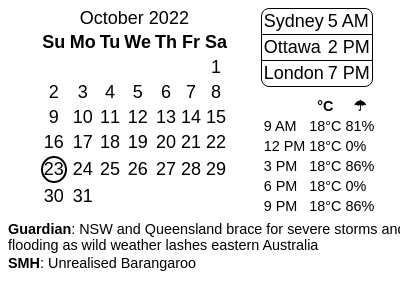 October 2022
Su Mo Tu We Th Fr Sa
1
2 3 4 5 6 7 8
9 10 11 12 13 14 15
16 17 18 19 20 21 22
23 24 25 26 27 28 29
30 31
Sydney 5 AM
Ottawa 2 PM
London 7 PM
°C ☂
9 AM 18°C 81%
12 PM 18°C 0%
3 PM 18°C 86%
6 PM 18°C 0%
9 PM 18°C 86%
Guardian: NSW and Queensland brace for severe storms and
flooding as wild weather lashes eastern Australia
SMH: Unrealised Barangaroo